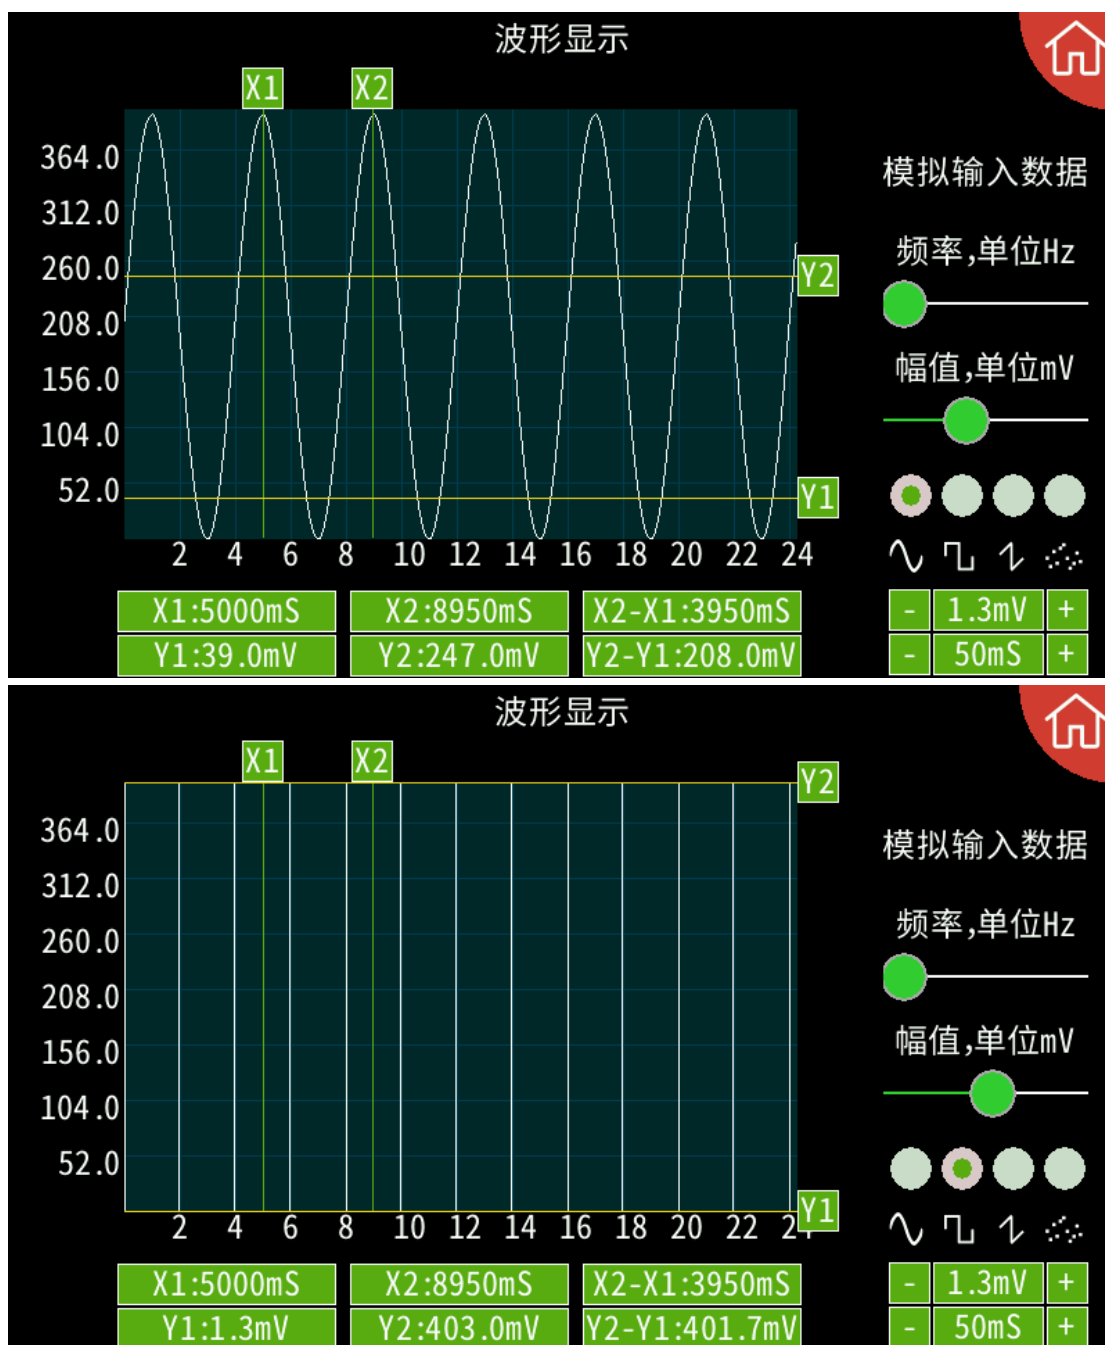 波形显示
X1 X2
364.0
312.0
260.0
208.0
156.0
104.0
52.0
Y2
Y1
2 4 6 8 10 12 14 16 18 20 22 24
模拟输入数据
频率,单位Hz
幅值,单位mV
- 1.3mV +
- 50mS +
X1:5000mS X2:8950mS X2-X1:3950mS
Y1:39.0mV Y2:247.0mV Y2-Y1:208.0mV
波形显示
X1 X2
Y2
364.0
312.0
260.0
208.0
156.0
104.0
52.0
Y1
2 4 6 8 10 12 14 16 18 20 22 2
模拟输入数据
频率,单位Hz
幅值,单位mV
- 1.3mV +
- 50mS +
X1:5000mS X2:8950mS X2-X1:3950mS
Y1:1.3mV Y2:403.0mV Y2-Y1:401.7mV